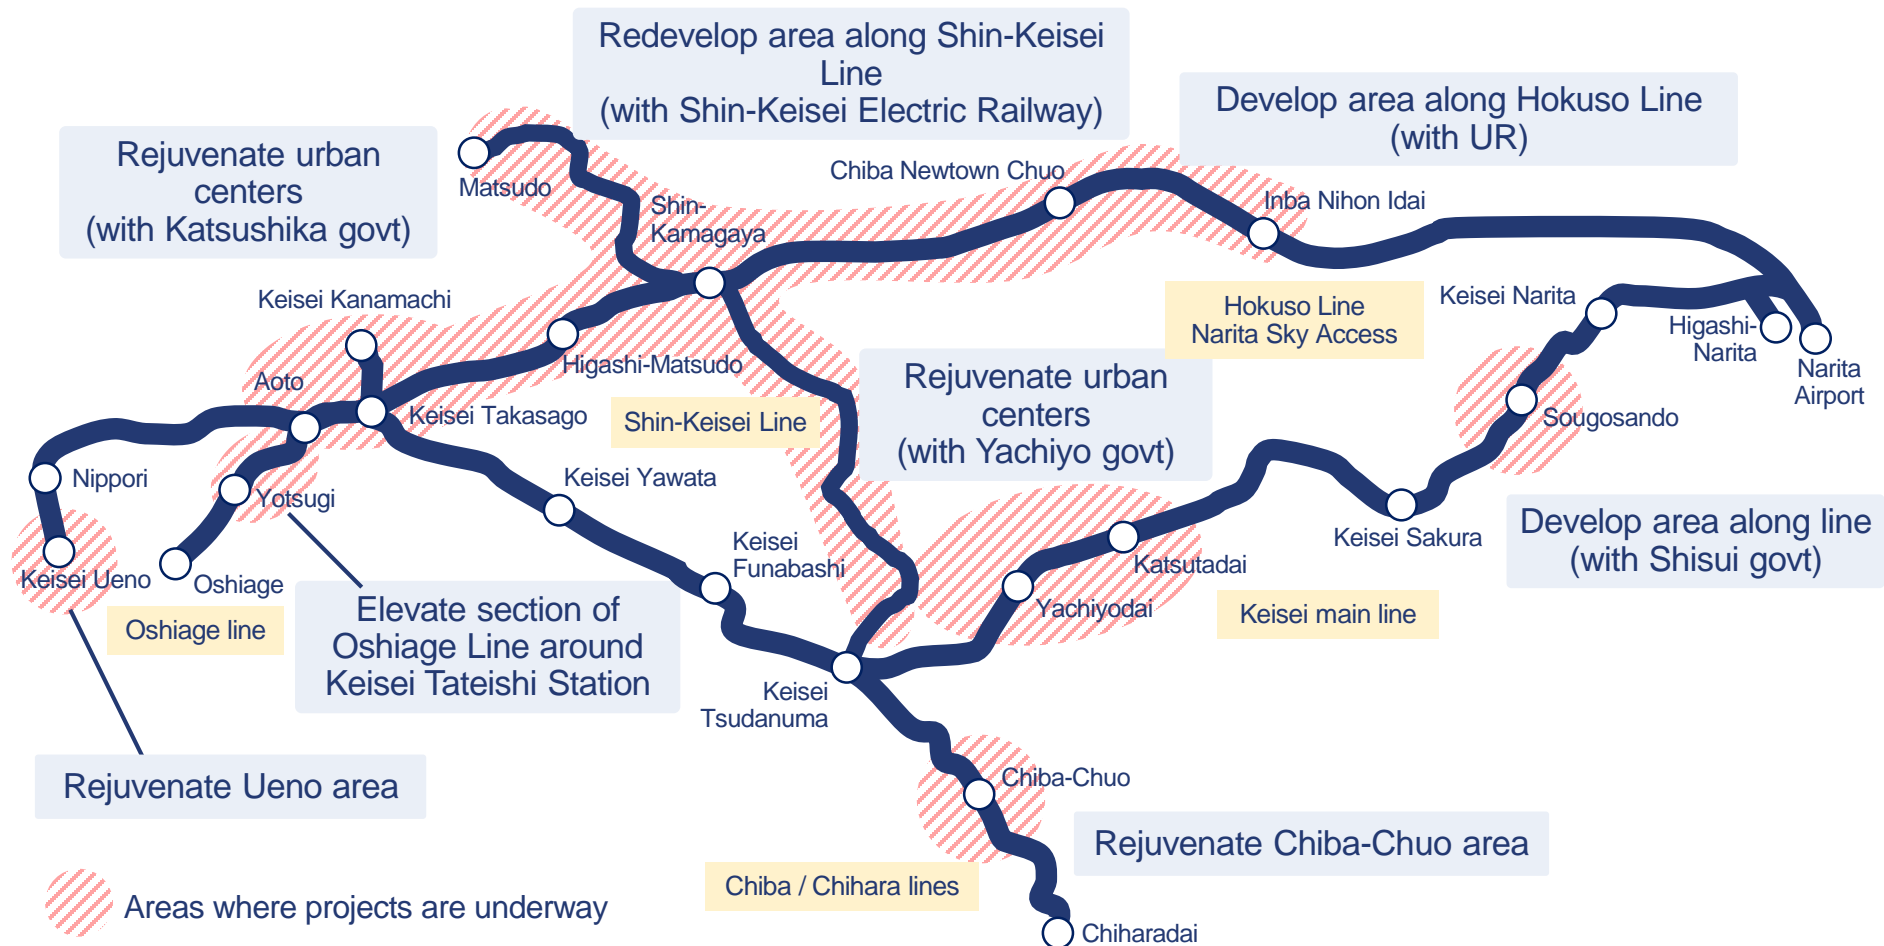 Redevelop area along Shin-Keisei
Line
(with Shin-Keisei Electric Railway)
Develop area along Hokuso Line
(with UR)
Rejuvenate urban
centers
(with Katsushika govt)
Matsudo
Chiba Newtown Chuo
Shin-
Kamagaya
Inba Nihon Idai
Keisei Kanamachi
Hokuso Line
Narita Sky Access
Keisei Narita
Higashi-
Narita
Narita
Airport
Higashi-Matsudo
Aoto
Keisei Takasago
Shin-Keisei Line
Rejuvenate urban
centers
(with Yachiyo govt)
Sougosando
Nippori
Yotsugi
Keisei Yawata
Keisei
Funabashi
Keisei Sakura
Develop area along line
(with Shisui govt)
Keisei Ueno
Oshiage
Katsutadai
Yachiyodai
Keisei main line
Oshiage line
Elevate section of
Oshiage Line around
Keisei Tateishi Station
Keisei
Tsudanuma
Rejuvenate Ueno area
Chiba-Chuo
Rejuvenate Chiba-Chuo area
Chiba / Chihara lines
Areas where projects are underway
Chiharadai